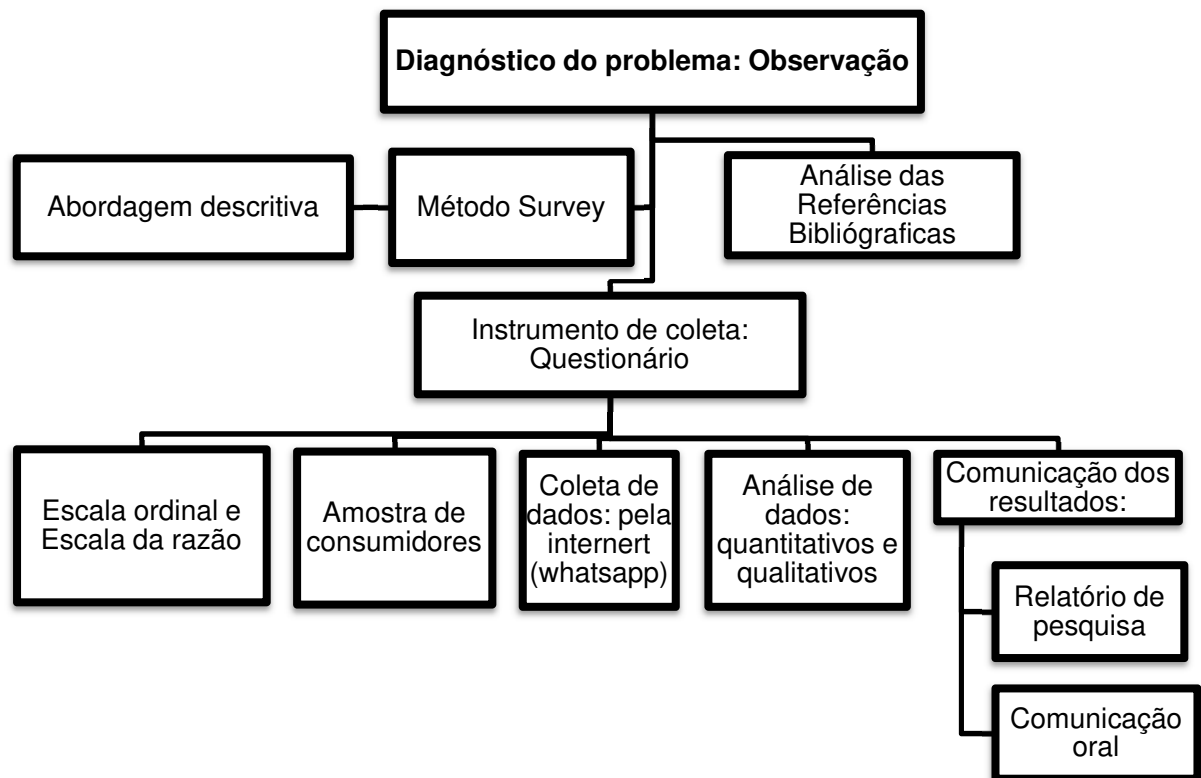 Diagnóstico do problema: Observação
Abordagem descritiva
Método Survey
Análise das
Referências
Bibliógraficas
Instrumento de coleta:
Questionário
Escala ordinal e
Escala da razão
Amostra de
consumidores
Coleta de
dados: pela
internert
(whatsapp)
Análise de
dados:
quantitativos e
qualitativos
Comunicação dos
resultados:
Relatório de
pesquisa
Comunicação
oral